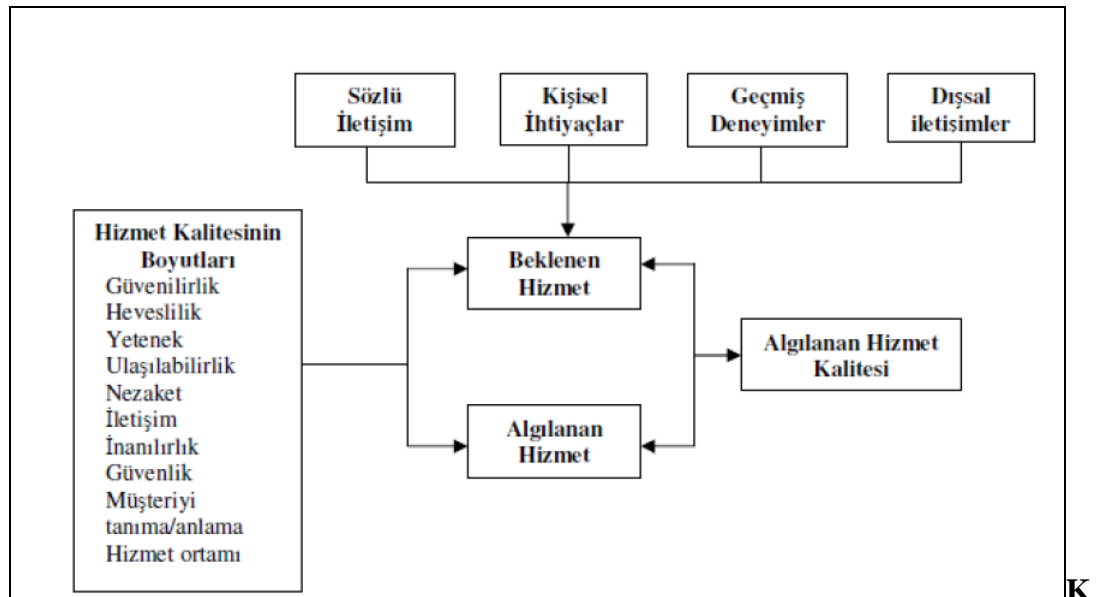 Sözlü
İletişim
Kişisel
İhtiyaçlar
Geçmiş
Deneyimler
Dışsal
iletişimler
Hizmet Kalitesinin
Boyutları
Güvenilirlik
Heveslilik
Yetenek
Ulaşılabilirlik
Nezaket
İletişim
İnanılırlık
Güvenlik
Müşteriyi
tanıma/anlama
Hizmet ortamı
Beklenen
Hizmet
Algılanan
Hizmet
Algılanan Hizmet
Kalitesi
K